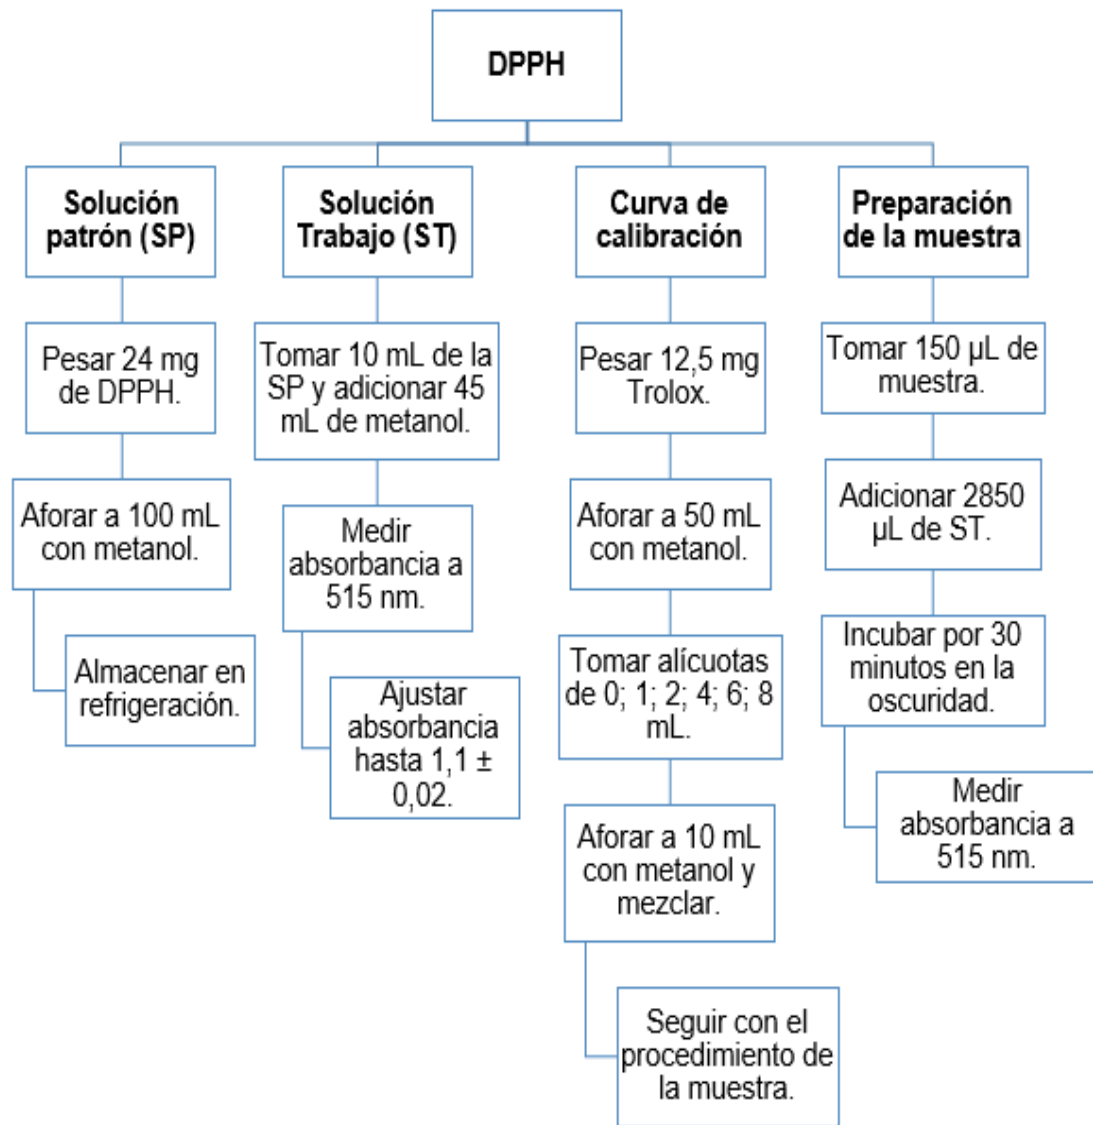 DPPH
Solución
patrón (SP)
Pesar 24 mg
de DPPH.
Aforar a 100 mL
con metanol.
Almacenar en
refrigeración.
Solución
Trabajo (ST)
Tomar 10 mL de la
SP y adicionar 45
mL de metanol.
Medir
absorbancia a
515 nm.
Ajustar
absorbancia
hasta 1,1 ±
0,02.
Curva de
calibración
Pesar 12,5 mg
Trolox.
Aforar a 50 mL
con metanol.
Tomar alícuotas
de 0; 1; 2; 4; 6; 8
mL.
Aforar a 10 mL
con metanol y
mezclar.
Seguir con el
procedimiento de
la muestra.
Preparación
de la muestra
Tomar 150 µL de
muestra.
Adicionar 2850
µL de ST.
Incubar por 30
minutos en la
oscuridad.
Medir
absorbancia a
515 nm.